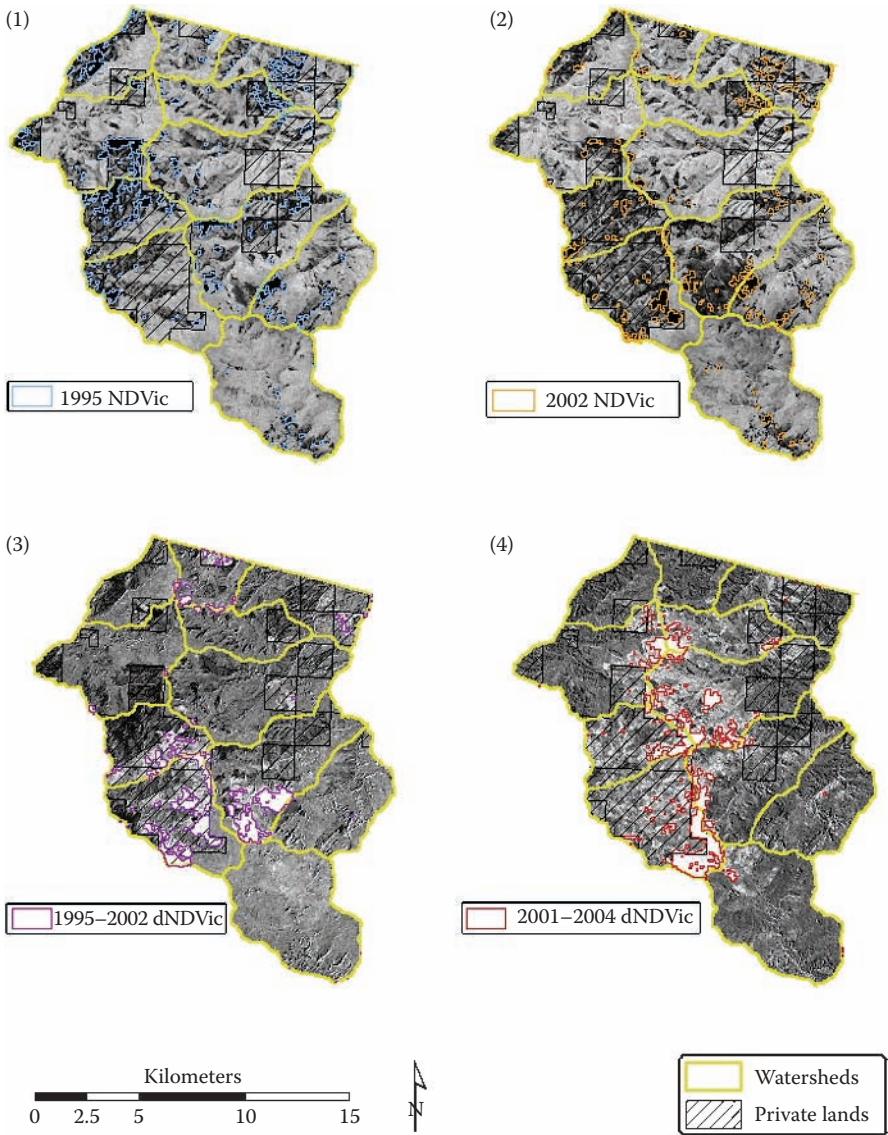 (1)
(2)
1995 NDVic
2002 NDVic
(3)
(4)
1995–2002 dNDVic
2001–2004 dNDVic
Kilometers
0 2.5 5 10 15
N
Watersheds
Private lands